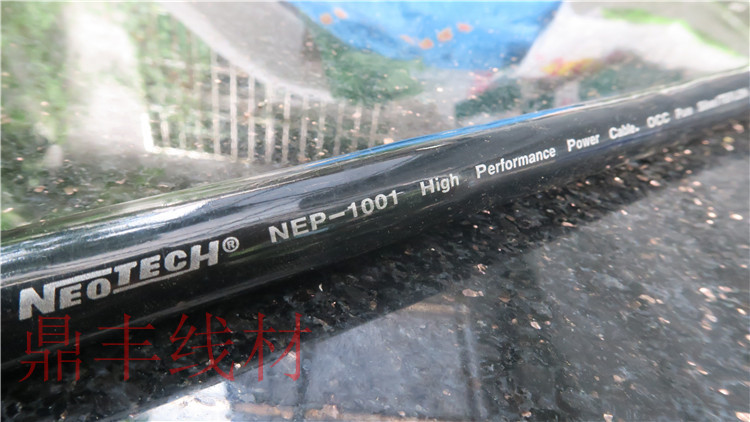 NEOTECH® NEP-1001 High Performance Power Cable. OCC
鼎丰线材